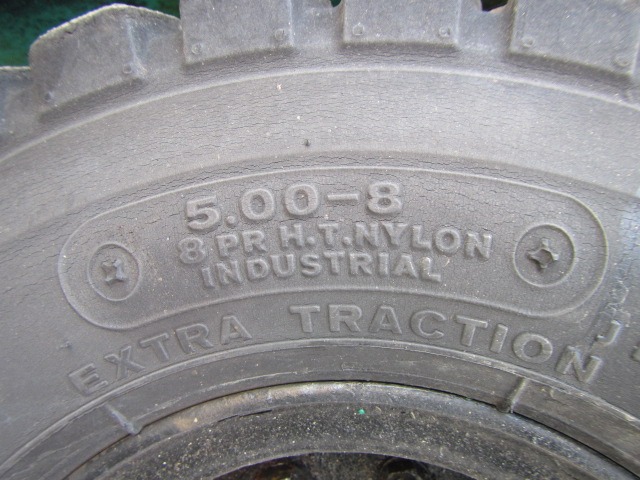 5.00-8
8 PR H.T. NYLON
INDUSTRIAL
EXTRA TRACTION
J